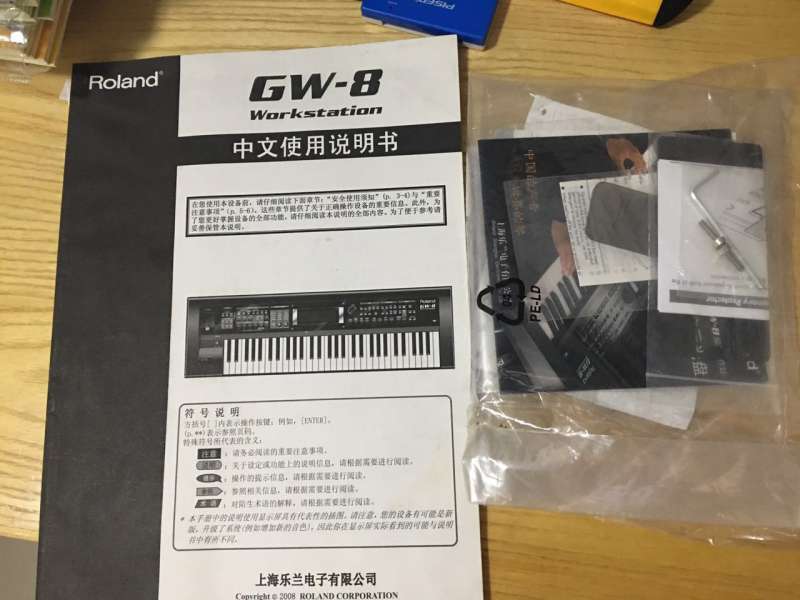 Roland
GW-8
Workstation
中文使用说明书
在您使用本设备前,请仔细阅读下面章节:“安全使用须知”(p. 3-4)与“重要
注意事项”(p. 5-6)。这些章节提供了关于正确操作设备的重要信息。此外,为
了您更好掌握设备的全部功能,请仔细阅读本说明的全部内容。为了便于参考请
妥善保管本说明。
Roland
GW-8
符号说明
方括号[ ]内表示操作按键;例如,[ENTER]。
(p.**)表示参照页码。
特殊符号所代表的含义:
注意 :请务必阅读的重要注意事项。
说明 :关于设定或功能上的说明信息,请根据需要进行阅读。
:操作的提示信息,请根据需要进行阅读。
:参照相关信息,请根据需要进行阅读。
术语 :对陌生术语的解释,请根据需要进行阅读。
* 本手册中的说明使用显示屏具有代表性的插图。请注意,您的设备有可能是新
版,升级了系统(例如增加新的音色),因此你在显示屏实际看到的可能与说明
书中有所不同。
上海乐兰电子有限公司
Copyright © 2008 ROLAND CORPORATION
PISEN
PE-LD